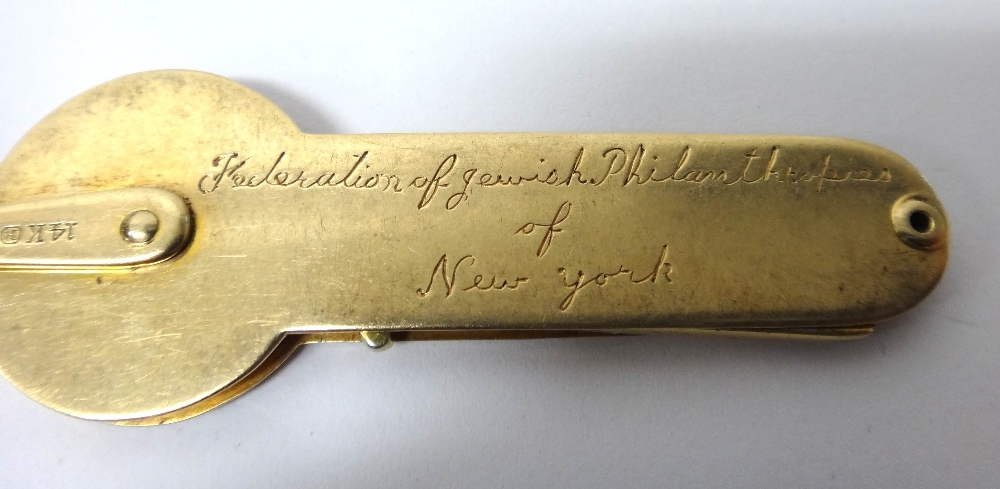 Federation of Jewish Philanthropies
of
New York
14K